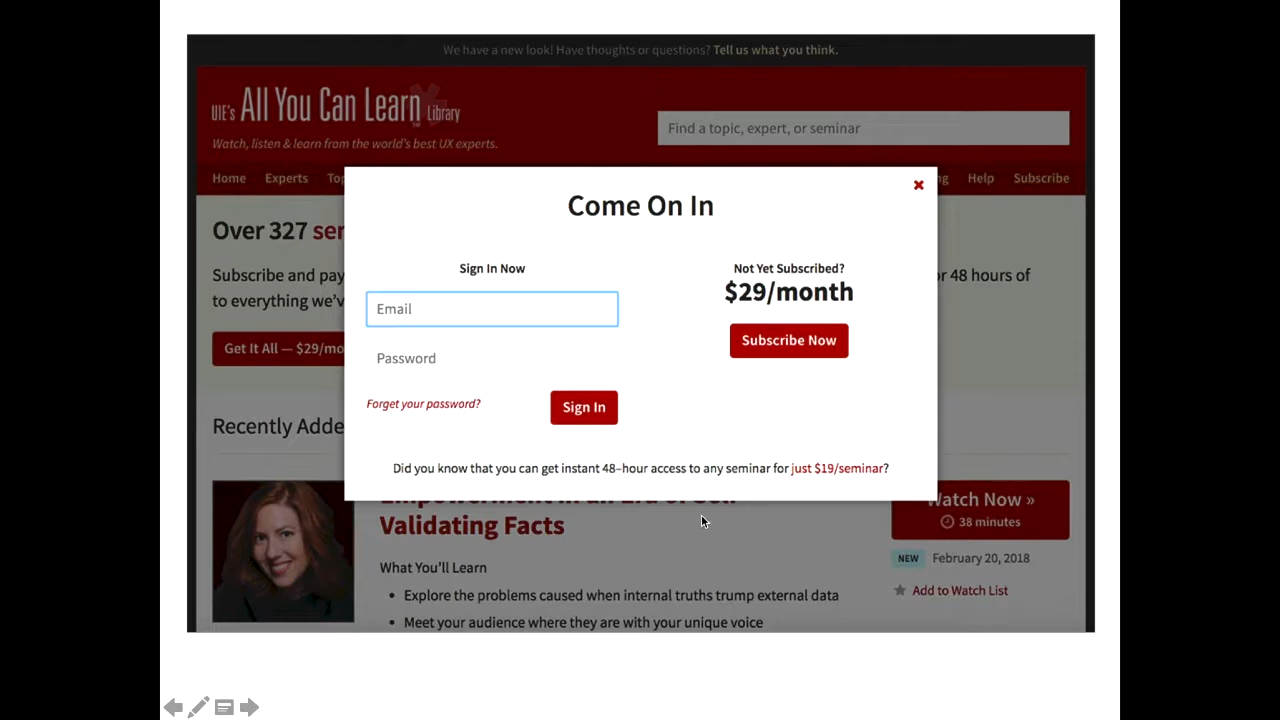 We have a new look! Have thoughts or questions? Tell us what you think.
UIE's All You Can Learn Library
Find a topic, expert, or seminar
Watch, listen & learn from the world's best UX experts.
Home Experts Top ng Help Subscribe
Come On In
Over 327 sem
Subscribe and pay or 48 hours of
to everything we'v
Get It All — $29/mo
Sign In Now
Email
Password
Forget your password?
Sign In
Not Yet Subscribed?
$29/month
Subscribe Now
Did you know that you can get instant 48-hour access to any seminar for just $19/seminar?
Recently Adde
Validating Facts
What You'll Learn
• Explore the problems caused when internal truths trump external data
• Meet your audience where they are with your unique voice
Watch Now »
38 minutes
NEW February 20, 2018
Add to Watch List